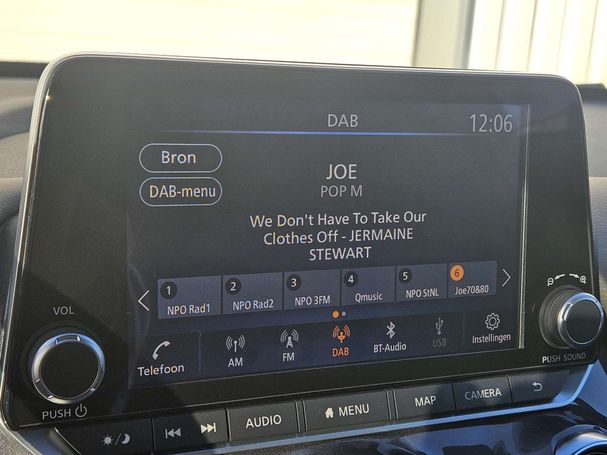 DAB 12:06
Bron
JOE
POP M
DAB-menu
We Don't Have To Take Our
Clothes Off - JERMAINE
STEWART
1 2 3 4 5 6
NPO Rad1 NPO Rad2 NPO 3FM Qmusic NPO StNL Joe70&80
VOL
Telefoon AM FM DAB BT-Audio USB Instellingen
PUSH PUSH SOUND
AUDIO MENU MAP CAMERA